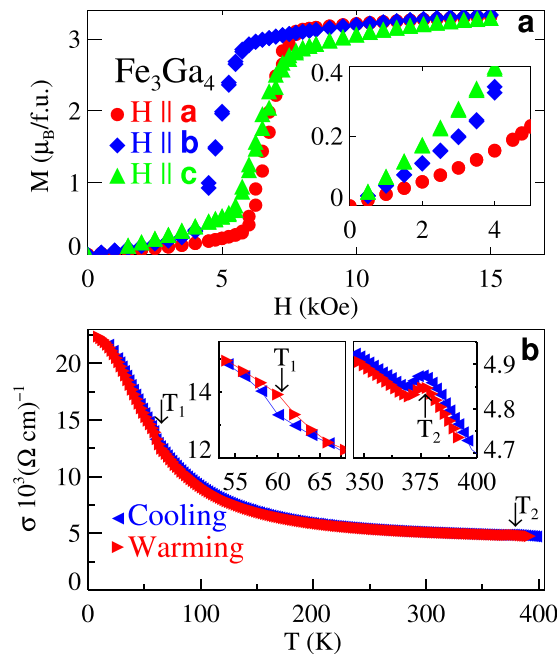 a
3
2
1
0
M (μB/f.u.)
Fe3Ga4
H || a
H || b
H || c
0.4
0.2
0
0 2 4
0 5 10 15
H (kOe)
b
20
15
10
5
0
σ 10³(Ω cm)⁻¹
T1
14
12
55 60 65
T1
4.9
4.8
4.7
350 375 400
T2
T2
Cooling
Warming
0 100 200 300 400
T (K)